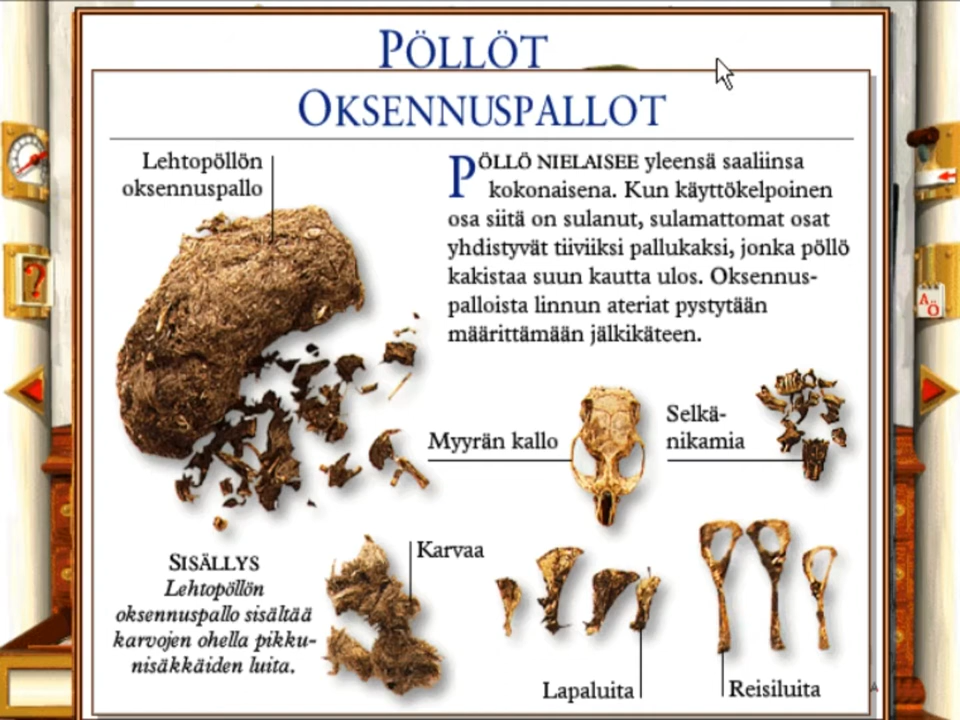 PÖLLÖT
OKSENNUSPALLOT
Lehtopöllön
oksennuspallo
PÖLLÖ NIELAISEE yleensä saaliinsa
kokonaisena. Kun käyttökelpoinen
osa siitä on sulanut, sulamattomat osat
yhdistyvät tiiviiksi pallukaksi, jonka pöllö
kakistaa suun kautta ulos. Oksennus-
palloista linnun ateriat pystytään
määrittämään jälkikäteen.
Myyrän kallo
Selkä-
nikamia
SISÄLLYS
Lehtopöllön
oksennuspallo sisältää
karvojen ohella pikku-
nisäkkäiden luita.
Karvaa
Lapaluita
Reisiluita
?
A
Ö